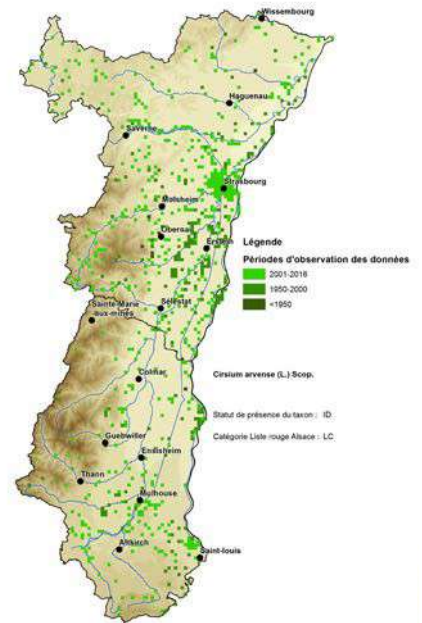 Wissembourg
Haguenau
Saverne
Strasbourg
Molsheim
Obernai
Erstein
Légende
Périodes d'observation des données
2001-2016
1950-2000
<1950
Sélestat
Sainte-Marie
aux-mines
Colmar
Cirsium arvense (L.) Scop.
Statut de présence du taxon : ID
Guebwiller
Catégorie Liste rouge Alsace : LC
Ensisheim
Thann
Mulhouse
Altkirch
Saint-louis